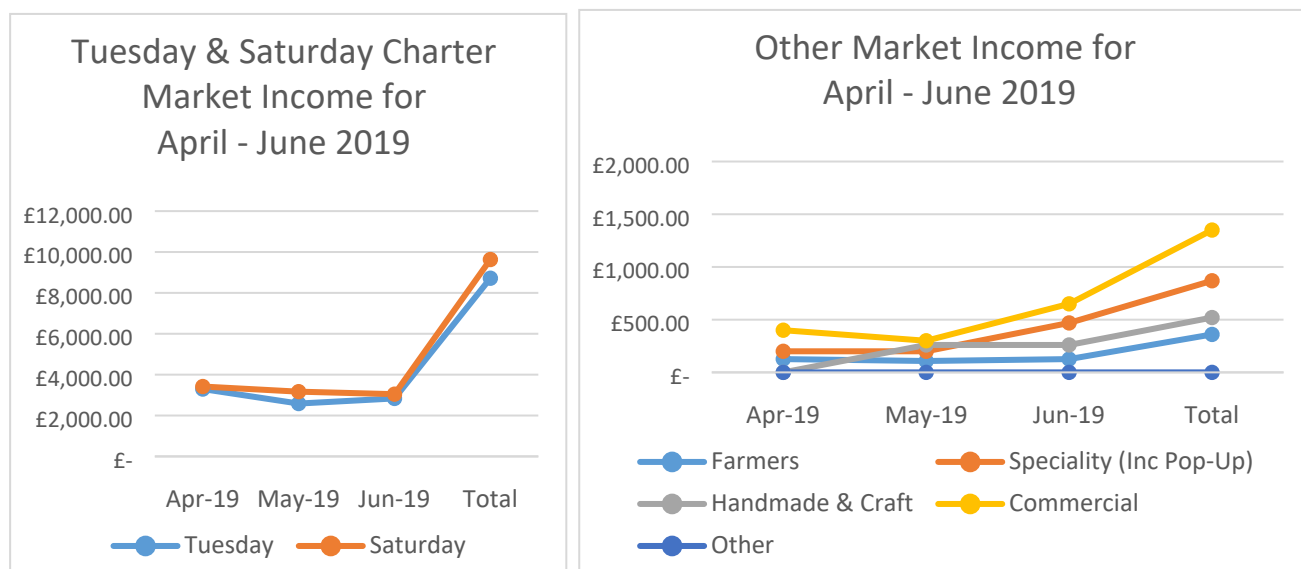 Tuesday & Saturday Charter
Market Income for
April - June 2019
£12,000.00
£10,000.00
£8,000.00
£6,000.00
£4,000.00
£2,000.00
£-
Apr-19 May-19 Jun-19 Total
Tuesday Saturday
Other Market Income for
April - June 2019
£2,000.00
£1,500.00
£1,000.00
£500.00
£-
Apr-19 May-19 Jun-19 Total
Farmers Speciality (Inc Pop-Up)
Handmade & Craft Commercial
Other